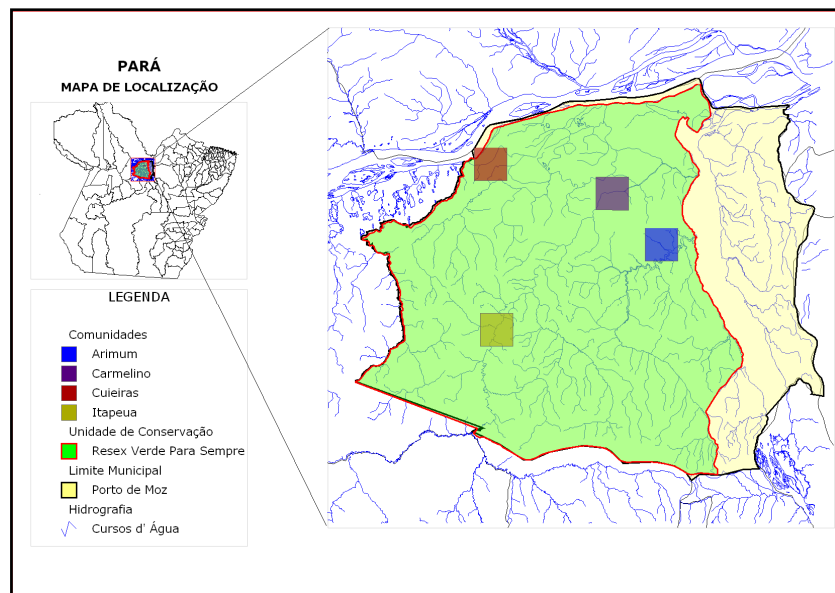 PARÁ
MAPA DE LOCALIZAÇÃO
LEGENDA
Comunidades
Arimum
Carmelino
Cuieiras
Itapeua
Unidade de Conservação
Resex Verde Para Sempre
Limite Municipal
Porto de Moz
Hidrografia
Cursos d' Água